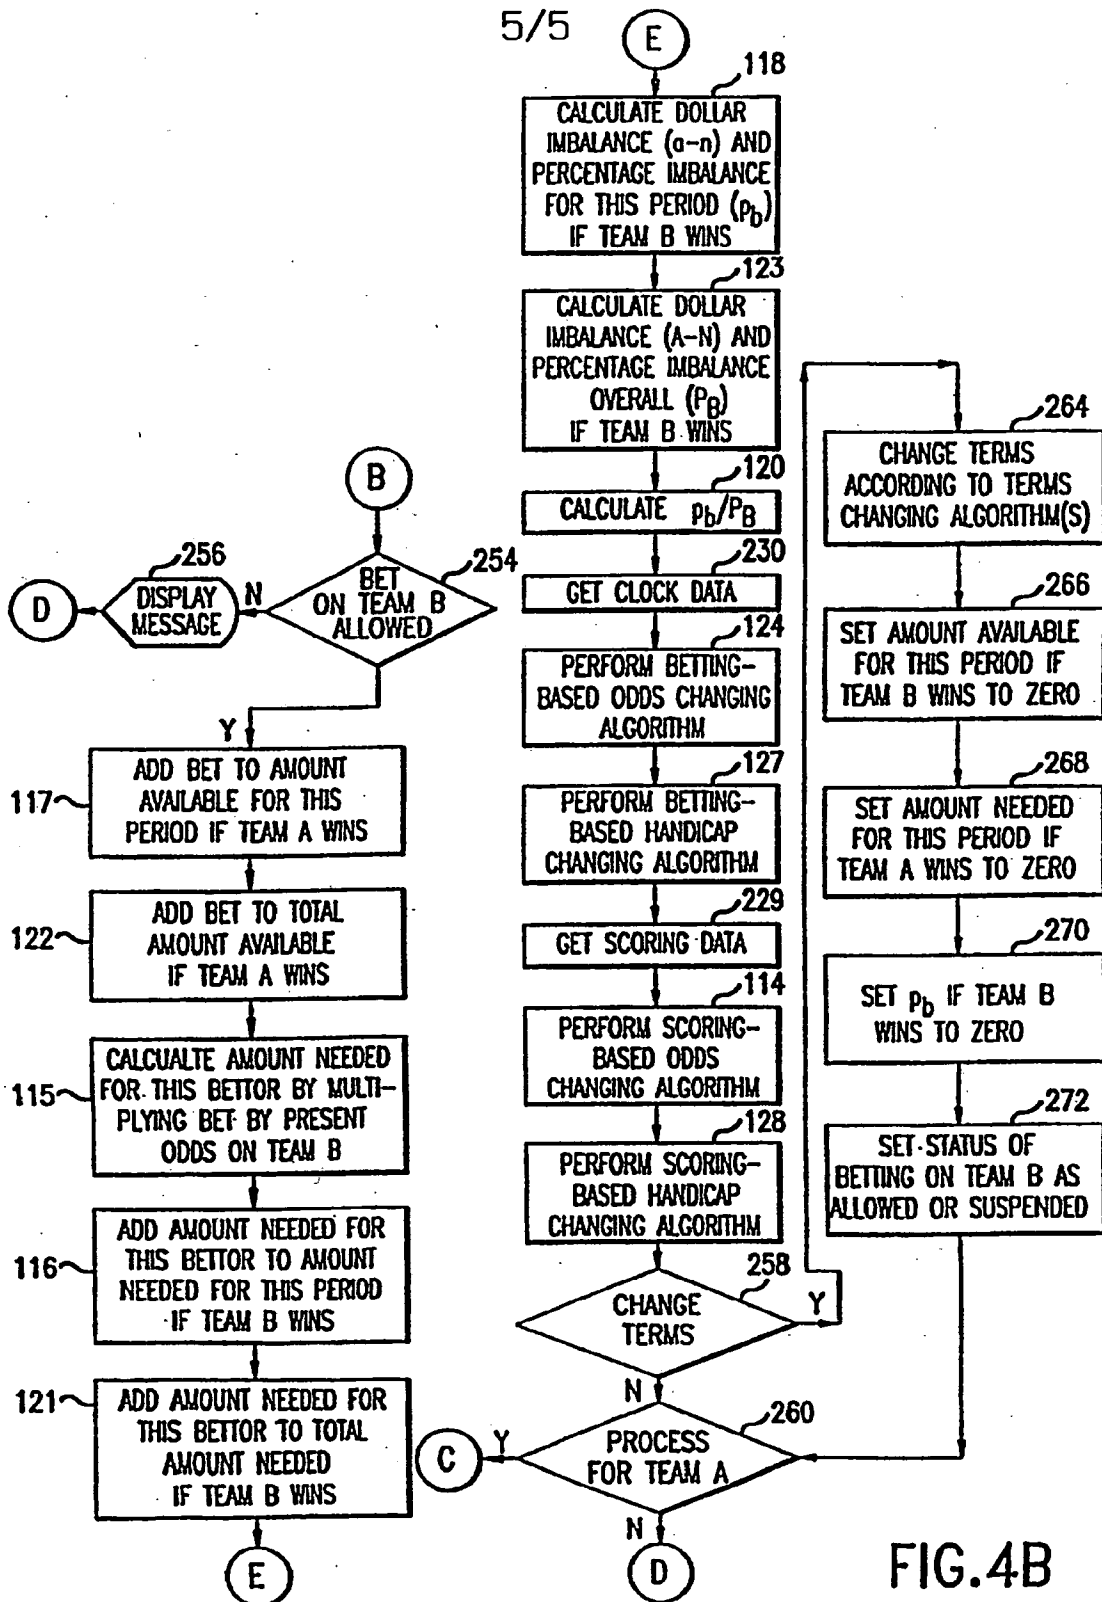 5/5
E
118
CALCULATE DOLLAR
IMBALANCE (a-n) AND
PERCENTAGE IMBALANCE
FOR THIS PERIOD (pb)
IF TEAM B WINS
123
CALCULATE DOLLAR
IMBALANCE (A-N) AND
PERCENTAGE IMBALANCE
OVERALL (PB)
IF TEAM B WINS
120
CALCULATE pb/PB
230
GET CLOCK DATA
124
PERFORM BETTING-
BASED ODDS CHANGING
ALGORITHM
127
PERFORM BETTING-
BASED HANDICAP
CHANGING ALGORITHM
229
GET SCORING DATA
114
PERFORM SCORING-
BASED ODDS
CHANGING ALGORITHM
128
PERFORM SCORING-
BASED HANDICAP
CHANGING ALGORITHM
258
CHANGE
TERMS
Y
N
260
PROCESS
FOR TEAM A
Y
C
N
D
B
254
BET
ON TEAM B
ALLOWED
N
256
DISPLAY
MESSAGE
D
Y
117
ADD BET TO AMOUNT
AVAILABLE FOR THIS
PERIOD IF TEAM A WINS
122
ADD BET TO TOTAL
AMOUNT AVAILABLE
IF TEAM A WINS
115
CALCUALTE AMOUNT NEEDED
FOR THIS BETTOR BY MULTI-
PLYING BET BY PRESENT
ODDS ON TEAM B
116
ADD AMOUNT NEEDED FOR
THIS BETTOR TO AMOUNT
NEEDED FOR THIS PERIOD
IF TEAM B WINS
121
ADD AMOUNT NEEDED FOR
THIS BETTOR TO TOTAL
AMOUNT NEEDED
IF TEAM B WINS
E
264
CHANGE TERMS
ACCORDING TO TERMS
CHANGING ALGORITHM(S)
266
SET AMOUNT AVAILABLE
FOR THIS PERIOD IF
TEAM B WINS TO ZERO
268
SET AMOUNT NEEDED
FOR THIS PERIOD IF
TEAM A WINS TO ZERO
270
SET pb IF TEAM B
WINS TO ZERO
272
SET STATUS OF
BETTING ON TEAM B AS
ALLOWED OR SUSPENDED
FIG.4B